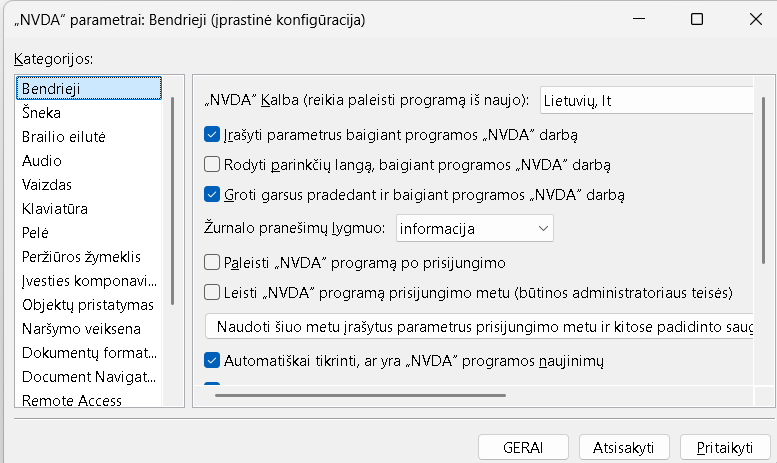 „NVDA“ parametrai: Bendrieji (įprastinė konfigūracija)
Kategorijos:
Bendrieji
Šneka
Brailio eilutė
Audio
Vaizdas
Klaviatūra
Pelė
Peržiūros žymeklis
Įvesties komponavi...
Objektų pristatymas
Naršymo veiksena
Dokumentų format...
Document Navigat...
Remote Access
„NVDA“ Kalba (reikia paleisti programą iš naujo): Lietuvių, lt
Įrašyti parametrus baigiant programos „NVDA“ darbą
Rodyti parinkčių langą, baigiant programos „NVDA“ darbą
Groti garsus pradedant ir baigiant programos „NVDA“ darbą
Žurnalo pranešimų lygmuo: informacija
Paleisti „NVDA“ programą po prisijungimo
Leisti „NVDA“ programą prisijungimo metu (būtinos administratoriaus teisės)
Naudoti šiuo metu įrašytus parametrus prisijungimo metu ir kitose padidinto saug
Automatiškai tikrinti, ar yra „NVDA“ programos naujinimų
GERAI Atsisakyti Pritaikyti